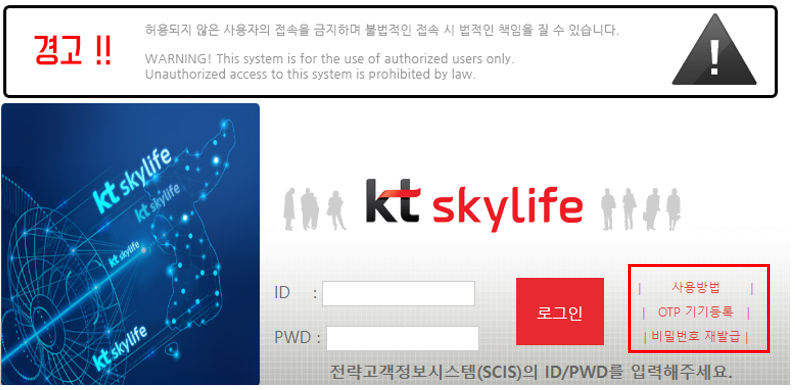 경고 !!
허용되지 않은 사용자의 접속을 금지하며 불법적인 접속 시 법적인 책임을 질 수 있습니다.
WARNING! This system is for the use of authorized users only.
Unauthorized access to this system is prohibited by law.
!
kt skylife
kt skylife
kt skylife
kt skylife
kt skylife
ID :
PWD :
로그인
| 사용방법 |
| OTP 기기등록 |
| 비밀번호 재발급 |
전략고객정보시스템(SCIS)의 ID/PWD를 입력해주세요.